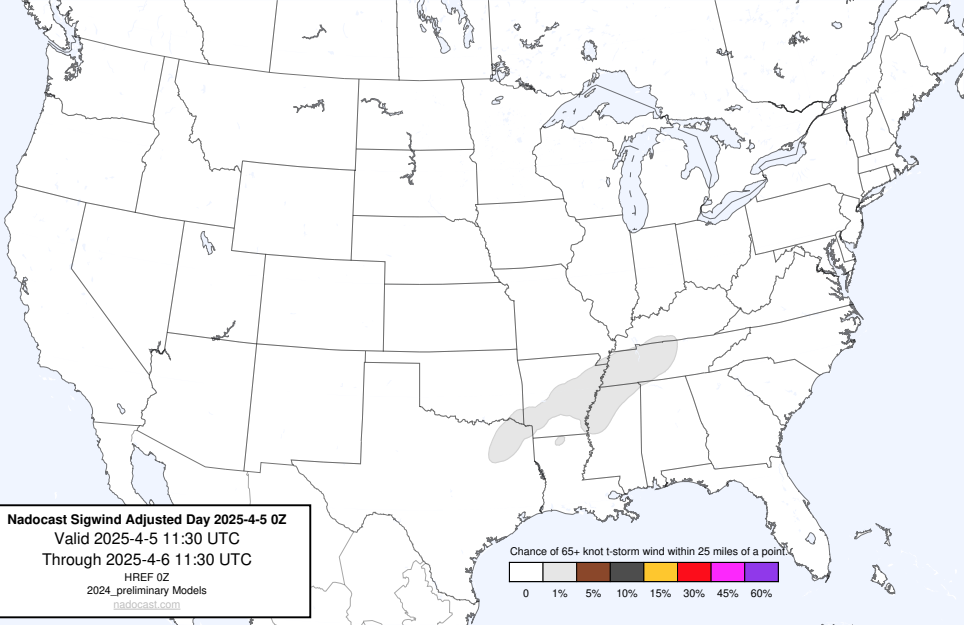 Nadocast Sigwind Adjusted Day 2025-4-5 0Z
Valid 2025-4-5 11:30 UTC
Through 2025-4-6 11:30 UTC
HREF 0Z
2024_preliminary Models
nadocast.com
Chance of 65+ knot t-storm wind within 25 miles of a point.
0 1% 5% 10% 15% 30% 45% 60%